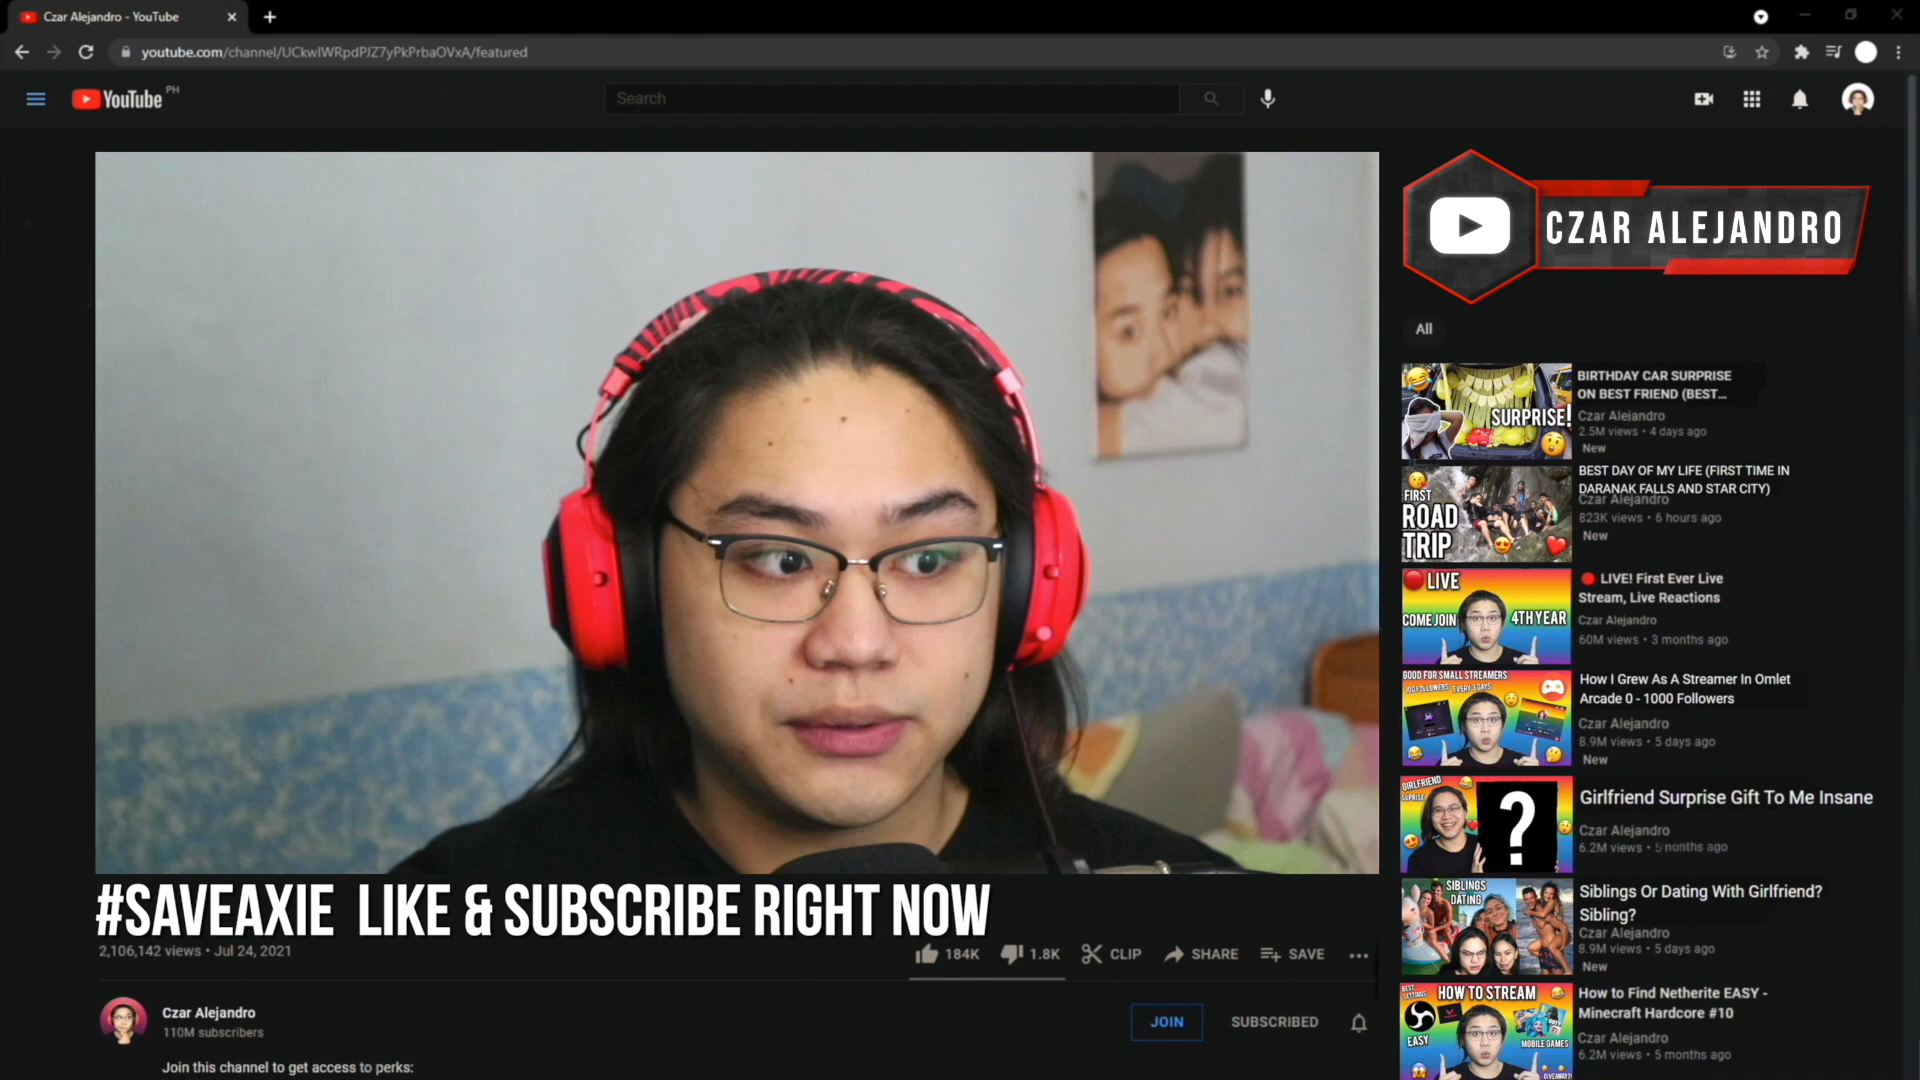 Czar Alejandro - YouTube
youtube.com/channel/UCkwIWRpdPJZ7yPkPrbaOVxA/featured
YouTube PH
Search
CZAR ALEJANDRO
All
SURPRISE!
BIRTHDAY CAR SURPRISE
ON BEST FRIEND (BEST...
Czar Alejandro
2.5M views • 4 days ago
New
FIRST
ROAD
TRIP
BEST DAY OF MY LIFE (FIRST TIME IN
DARANAK FALLS AND STAR CITY)
Czar Alejandro
823K views • 6 hours ago
New
LIVE
COME JOIN
4TH YEAR
LIVE! First Ever Live
Stream, Live Reactions
Czar Alejandro
60M views • 3 months ago
GOOD FOR SMALL STREAMERS
100 FOLLOWERS EVERY 3 DAYS
How I Grew As A Streamer In Omlet
Arcade 0 - 1000 Followers
Czar Alejandro
8.9M views • 5 days ago
New
GIRLFRIEND
SUPRISE
?
Girlfriend Surprise Gift To Me Insane
Czar Alejandro
6.2M views • 5 months ago
SIBLINGS
DATING
Siblings Or Dating With Girlfriend?
Sibling?
Czar Alejandro
8.9M views • 5 days ago
New
BEST
SETTINGS
HOW TO STREAM
EASY
MOBILE GAMES
GIVEAWAY?
How to Find Netherite EASY -
Minecraft Hardcore #10
Czar Alejandro
6.2M views • 5 months ago
#SAVEAXIE LIKE & SUBSCRIBE RIGHT NOW
2,106,142 views • Jul 24, 2021
184K
1.8K
CLIP
SHARE
SAVE
Czar Alejandro
110M subscribers
JOIN
SUBSCRIBED
Join this channel to get access to perks: